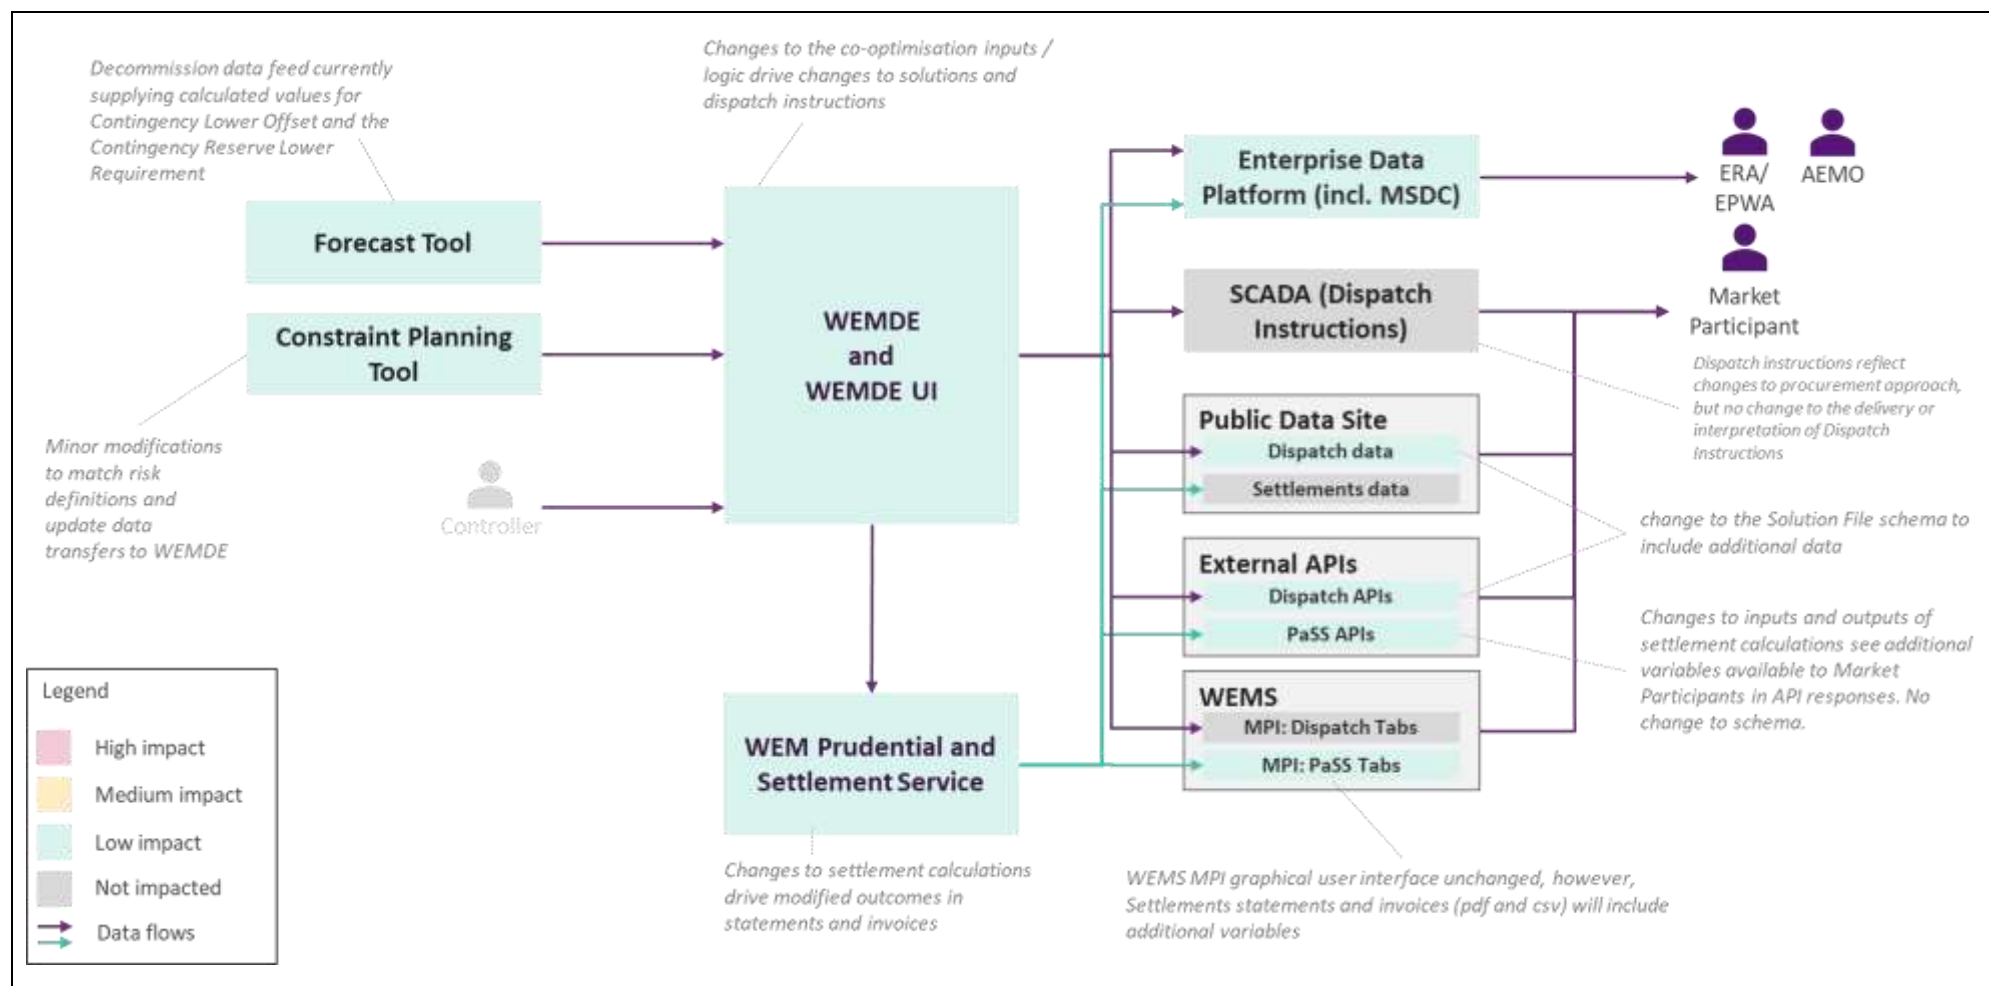 Decommission data feed currently
supplying calculated values for
Contingency Lower Offset and the
Contingency Reserve Lower
Requirement
Changes to the co-optimisation inputs /
logic drive changes to solutions and
dispatch instructions
Forecast Tool
Constraint Planning
Tool
Minor modifications
to match risk
definitions and
update data
transfers to WEMDE
Controller
WEMDE
and
WEMDE UI
WEM Prudential and
Settlement Service
Changes to settlement calculations
drive modified outcomes in
statements and invoices
Enterprise Data
Platform (incl. MSDC)
SCADA (Dispatch
Instructions)
Public Data Site
Dispatch data
Settlements data
External APIs
Dispatch APIs
PaSS APIs
WEMS
MPI: Dispatch Tabs
MPI: PaSS Tabs
WEMS MPI graphical user interface unchanged, however,
Settlements statements and invoices (pdf and csv) will include
additional variables
ERA/
EPWA
AEMO
Market
Participant
Dispatch instructions reflect
changes to procurement approach,
but no change to the delivery or
interpretation of Dispatch
Instructions
change to the Solution File schema to
include additional data
Changes to inputs and outputs of
settlement calculations see additional
variables available to Market
Participants in API responses. No
change to schema.
Legend
High impact
Medium impact
Low impact
Not impacted
Data flows